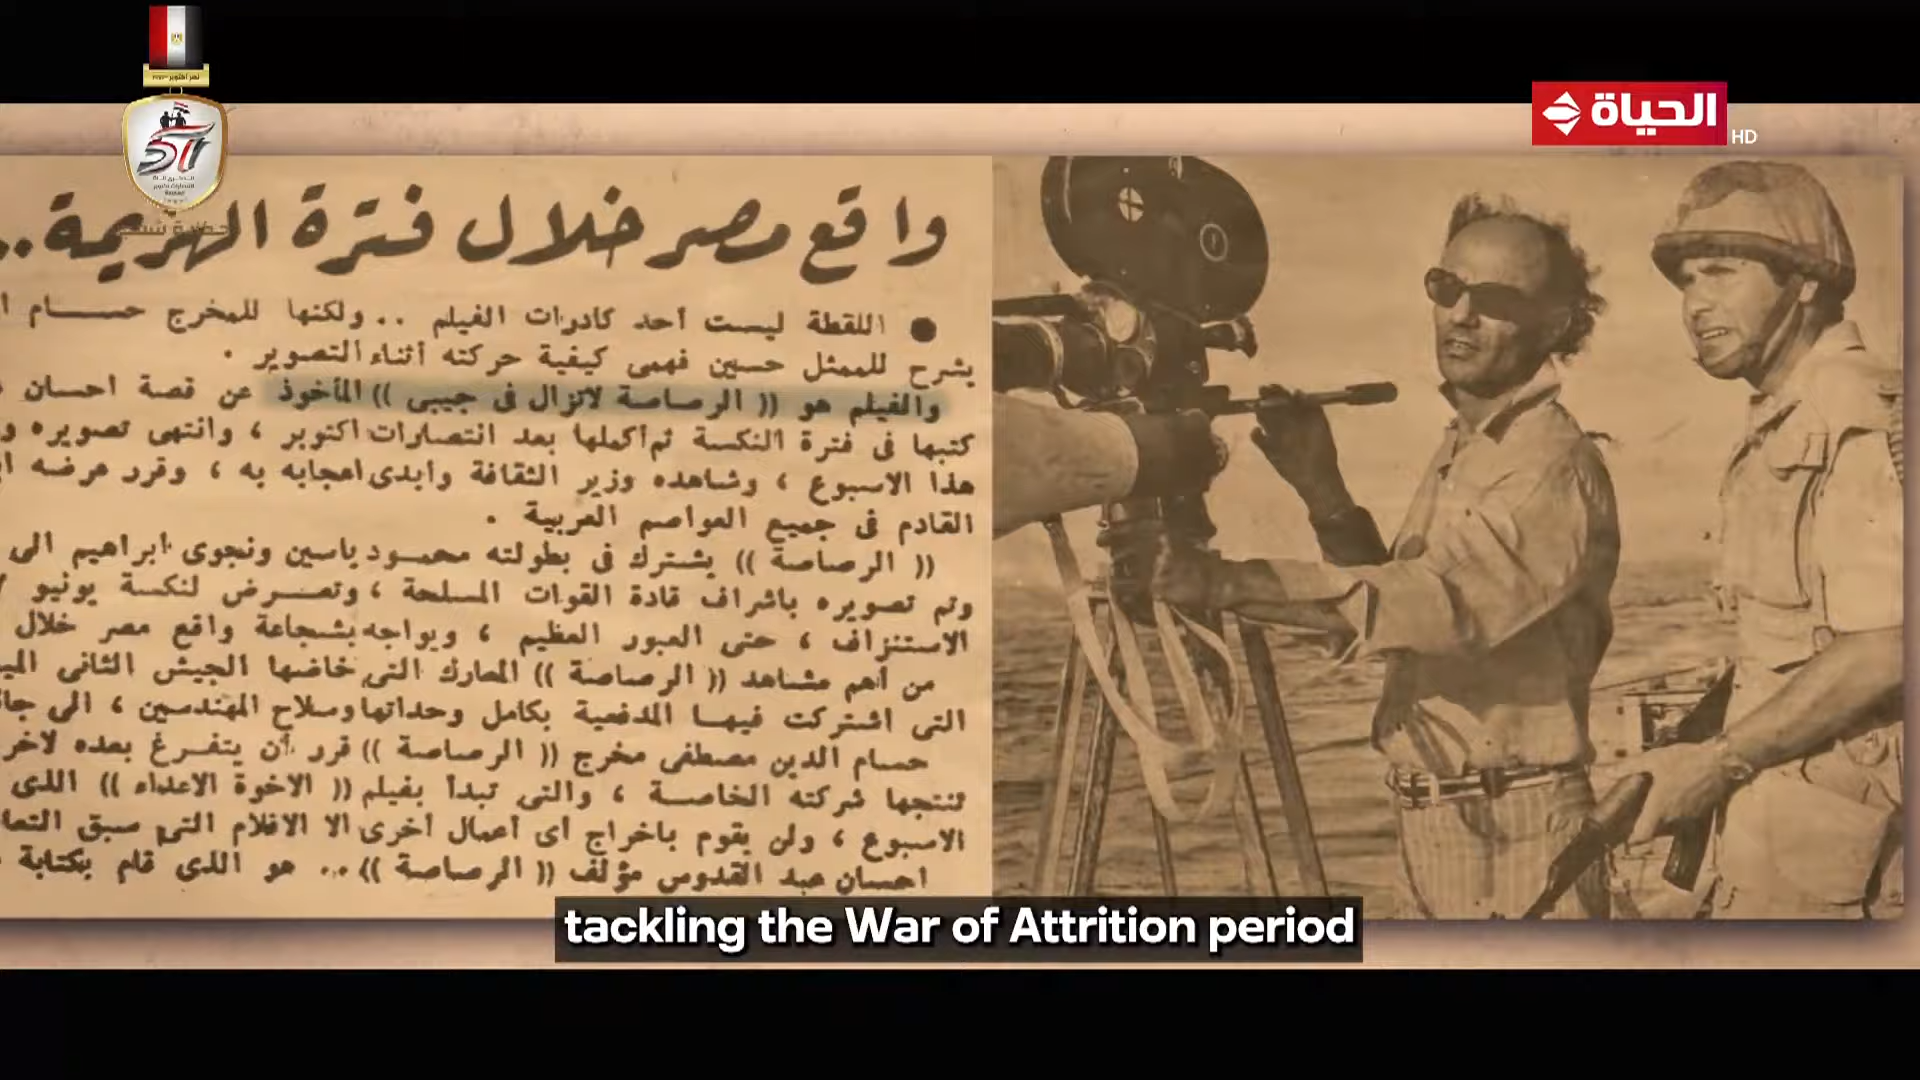 نصر أكتوبر
الحياة
HD
واقع مصر خلال فترة الهزيمة..
● اللقطة ليست أحد كادرات الفيلم .. ولكنها للمخرج حسام
يشرح للممثل حسين فهمى كيفية حركته أثناء التصوير .
والفيلم هو (( الرصاصة لاتزال فى جيبى )) المأخوذ عن قصة احسان
كتبها فى فترة النكسة ثم أكملها بعد انتصارات اكتوبر ، وانتهى تصويره
هذا الاسبوع ، وشاهده وزير الثقافة وابدى اعجابه به ، وقرر عرضه
القادم فى جميع العواصم العربية .
(( الرصاصة )) يشترك فى بطولته محمود ياسين ونجوى ابراهيم الى
وتم تصويره باشراف قادة القوات المسلحة ، وتعرض لنكسة يونيو
الاستنزاف ، حتى العبور العظيم ، ويواجه بشجاعة واقع مصر خلال
من أهم مشاهد (( الرصاصة )) المعارك التى خاضها الجيش الثانى
التى اشتركت فيها المدفعية بكامل وحداتها وسلاح المهندسين ، الى
حسام الدين مصطفى مخرج (( الرصاصة )) قرر أن يتفرغ بعده
تنتجها شركته الخاصة ، والتى تبدأ بفيلم (( الاخوة الاعداء )) الذى
الاسبوع ، ولن يقوم باخراج أى أعمال أخرى الا الافلام التى سبق
احسان عبد القدوس مؤلف (( الرصاصة )) .. هو الذى قام بكتابة
tackling the War of Attrition period